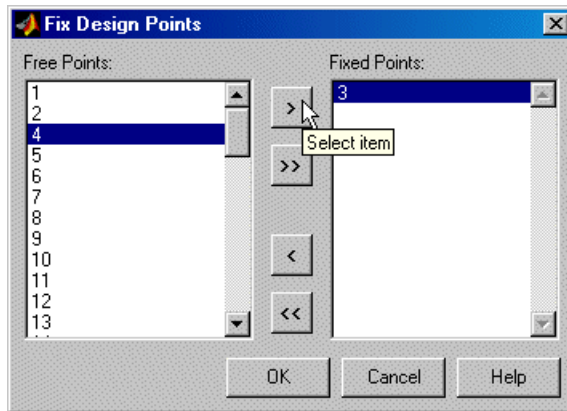 Fix Design Points
Free Points:
Fixed Points:
1
2
4
5
6
7
8
9
10
11
12
13
3
>
Select item
>>
<
<<
OK
Cancel
Help